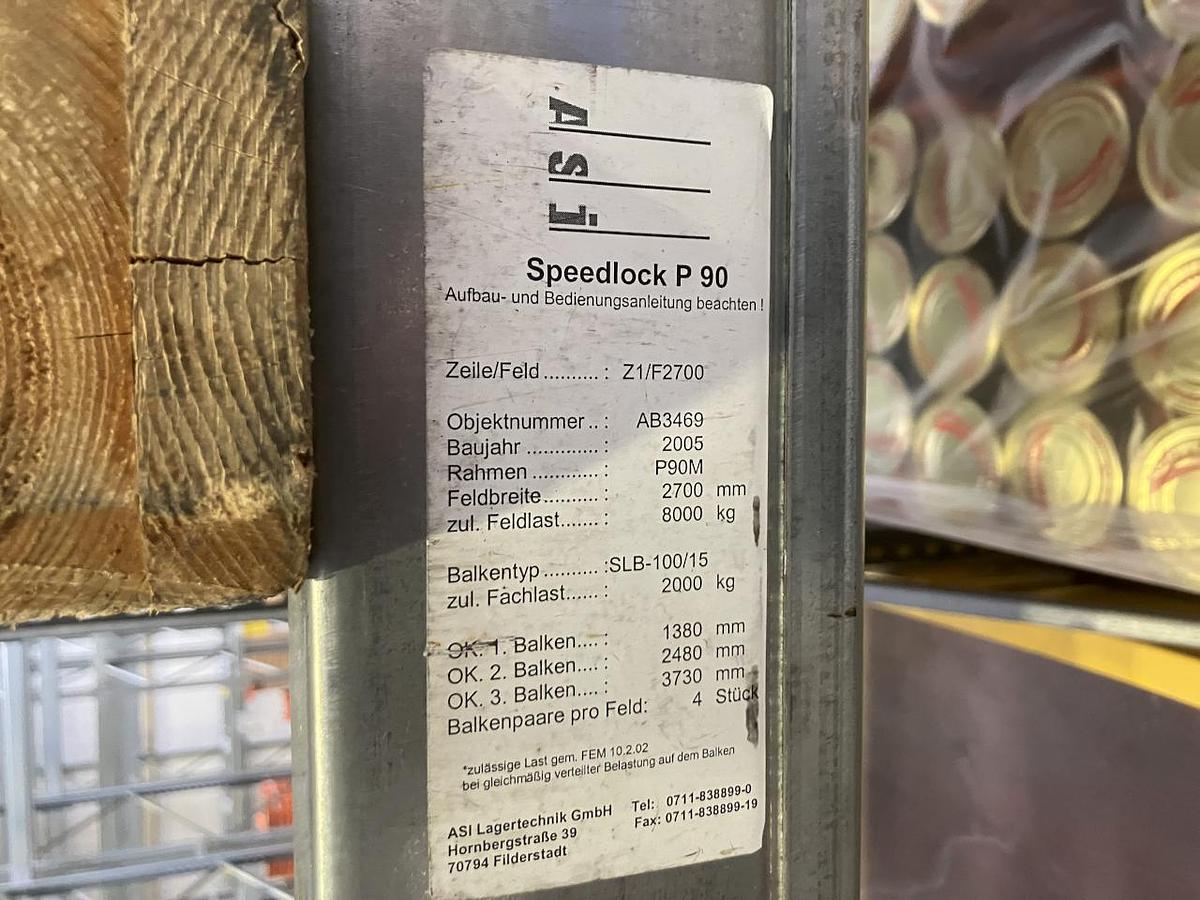 ASI
Speedlock P 90
Aufbau- und Bedienungsanleitung beachten!
Zeile/Feld .......... : Z1/F2700
Objektnummer .. : AB3469
Baujahr ............. : 2005
Rahmen ............ : P90M
Feldbreite .......... : 2700 mm
zul. Feldlast....... : 8000 kg
Balkentyp .......... :SLB-100/15
zul. Fachlast...... : 2000 kg
OK. 1. Balken.... : 1380 mm
OK. 2. Balken.... : 2480 mm
OK. 3. Balken.... : 3730 mm
Balkenpaare pro Feld: 4 Stück
*zulässige Last gem. FEM 10.2.02
bei gleichmäßig verteilter Belastung auf dem Balken
ASI Lagertechnik GmbH Tel: 0711-838899-0
Hornbergstraße 39 Fax: 0711-838899-19
70794 Filderstadt